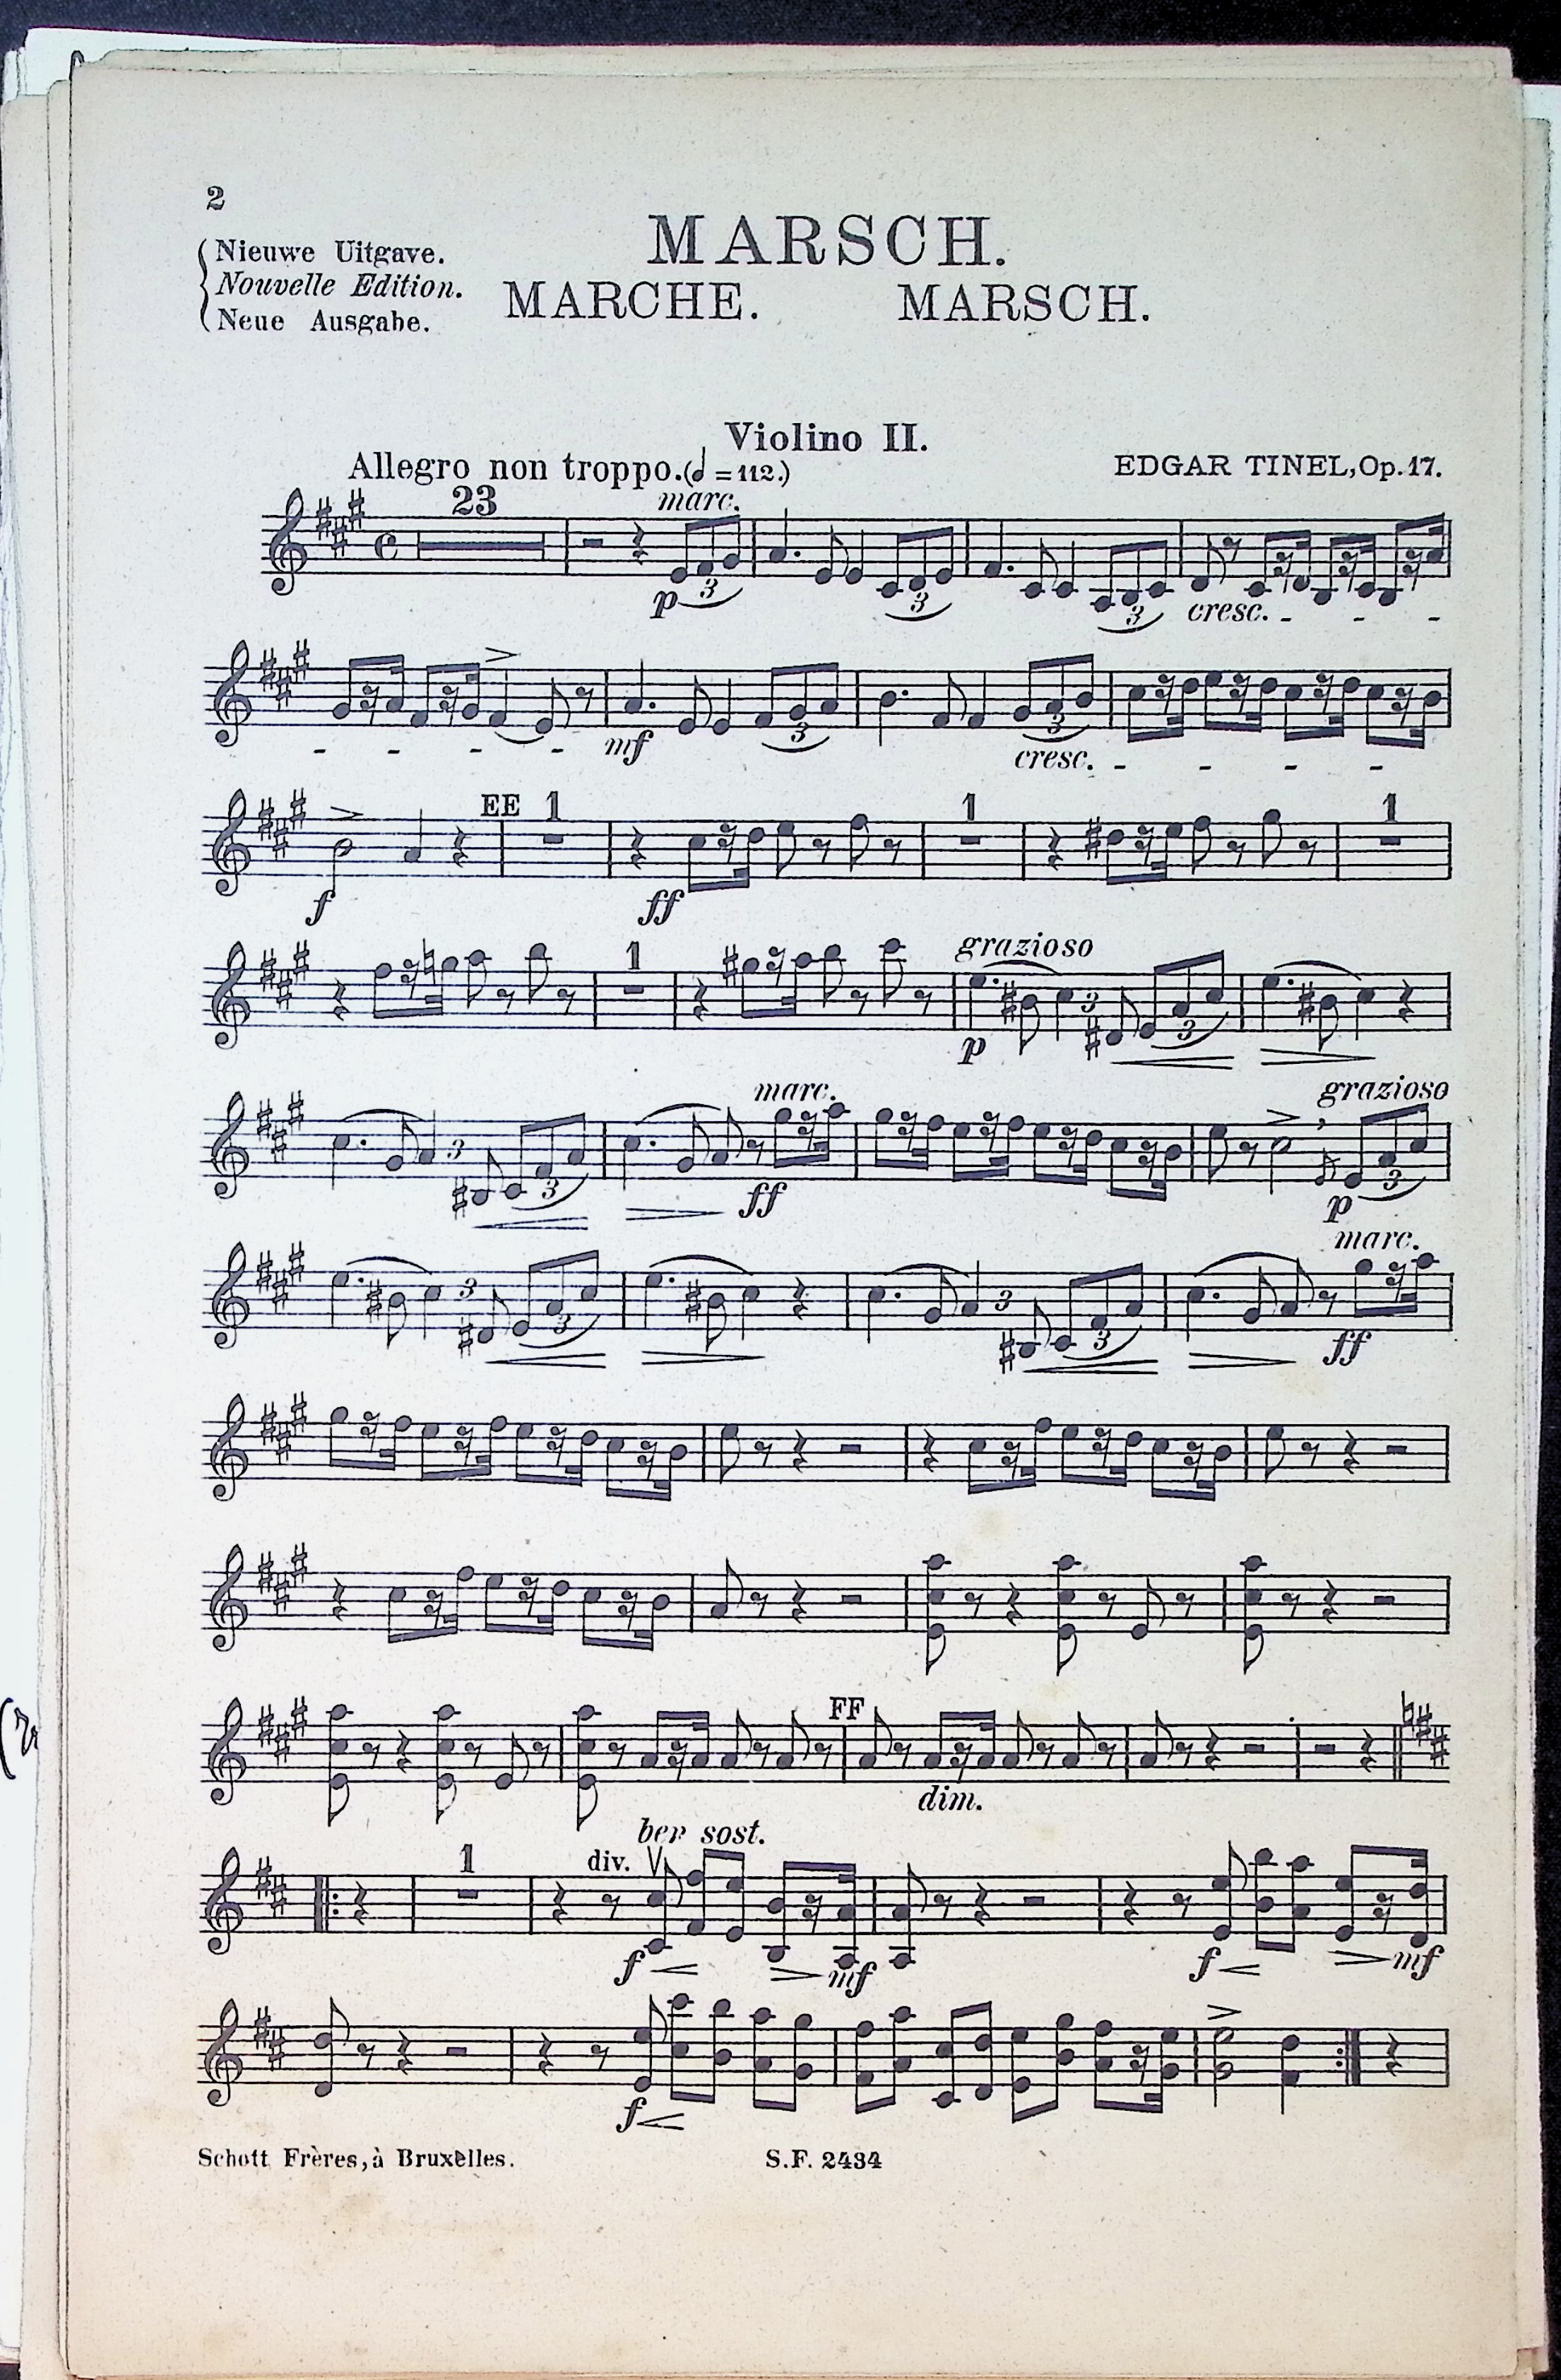 2
MARSCH.
Nieuwe Uitgave.
Nouvelle Edition.
Neue Ausgabe.
MARCHE. MARSCH.
Violino II.
Allegro non troppo. (𝅗𝅥 = 112.)
EDGAR TINEL, Op. 17.
23 marc.
3 3 3
p cresc. - - -
- - - - mf 3 3 cresc. - - - -
EE 1 1 1
f ff
1 grazioso
3 3
p
marc. grazioso
3 3 3
ff p
marc.
3 3 3 3
ff
FF
dim.
1 div. ben sost.
f mf f mf
f
Schott Frères, à Bruxelles. S.F. 2434